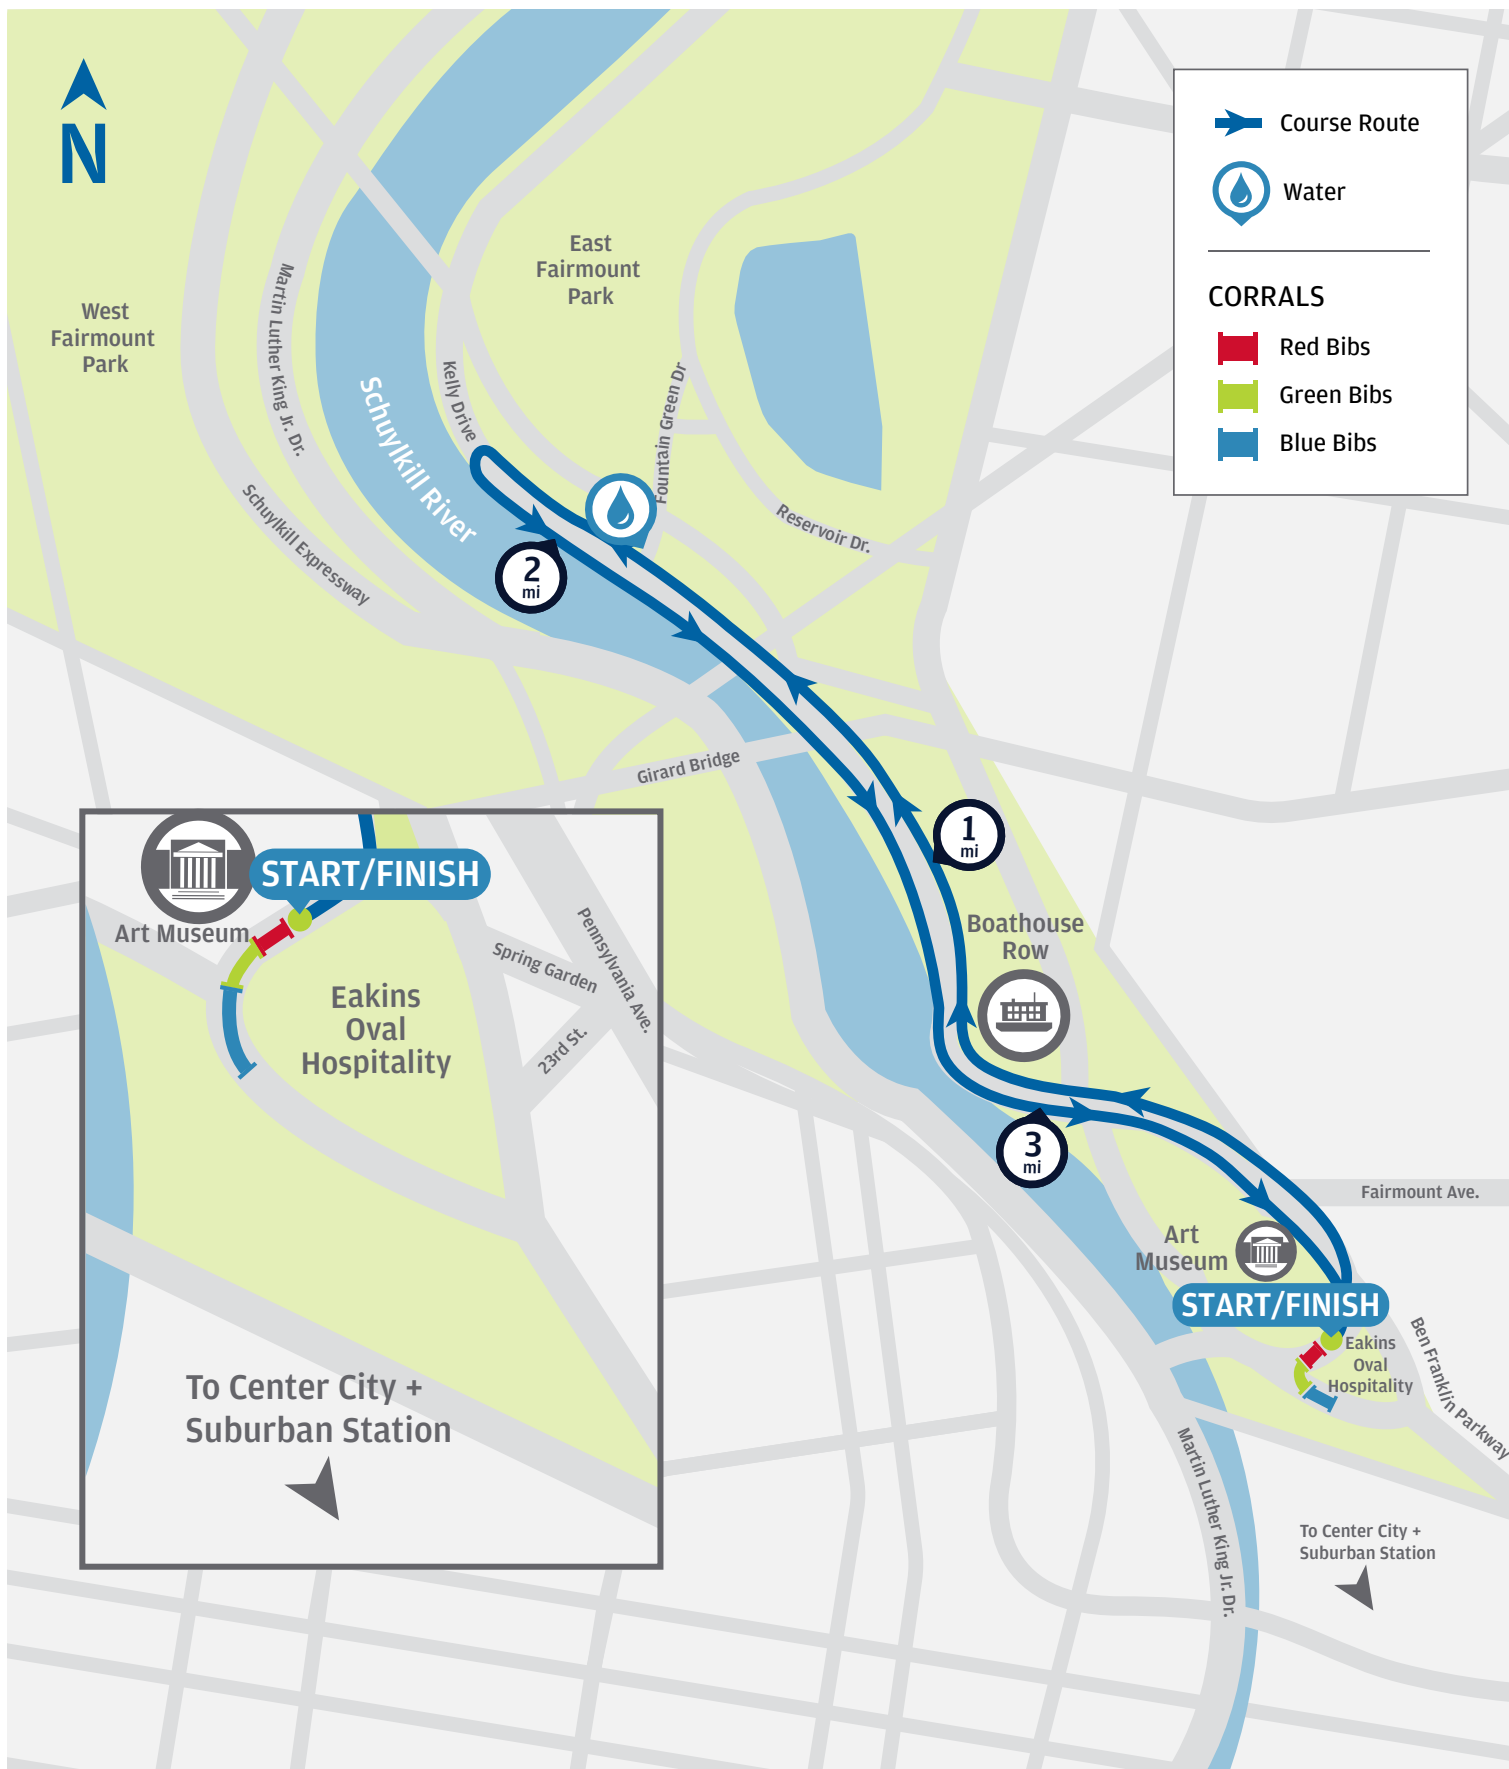 N
Course Route
Water
CORRALS
Red Bibs
Green Bibs
Blue Bibs
East
Fairmount
Park
West
Fairmount
Park
Martin Luther King Jr. Dr.
Schuylkill River
Kelly Drive
Fountain Green Dr
Reservoir Dr.
Schuylkill Expressway
2
mi
Girard Bridge
1
mi
Boathouse
Row
3
mi
Fairmount Ave.
Art
Museum
START/FINISH
Eakins
Oval
Hospitality
Ben Franklin Parkway
Martin Luther King Jr. Dr.
To Center City +
Suburban Station
START/FINISH
Art Museum
Spring Garden
Pennsylvania Ave.
23rd St.
Eakins
Oval
Hospitality
To Center City +
Suburban Station